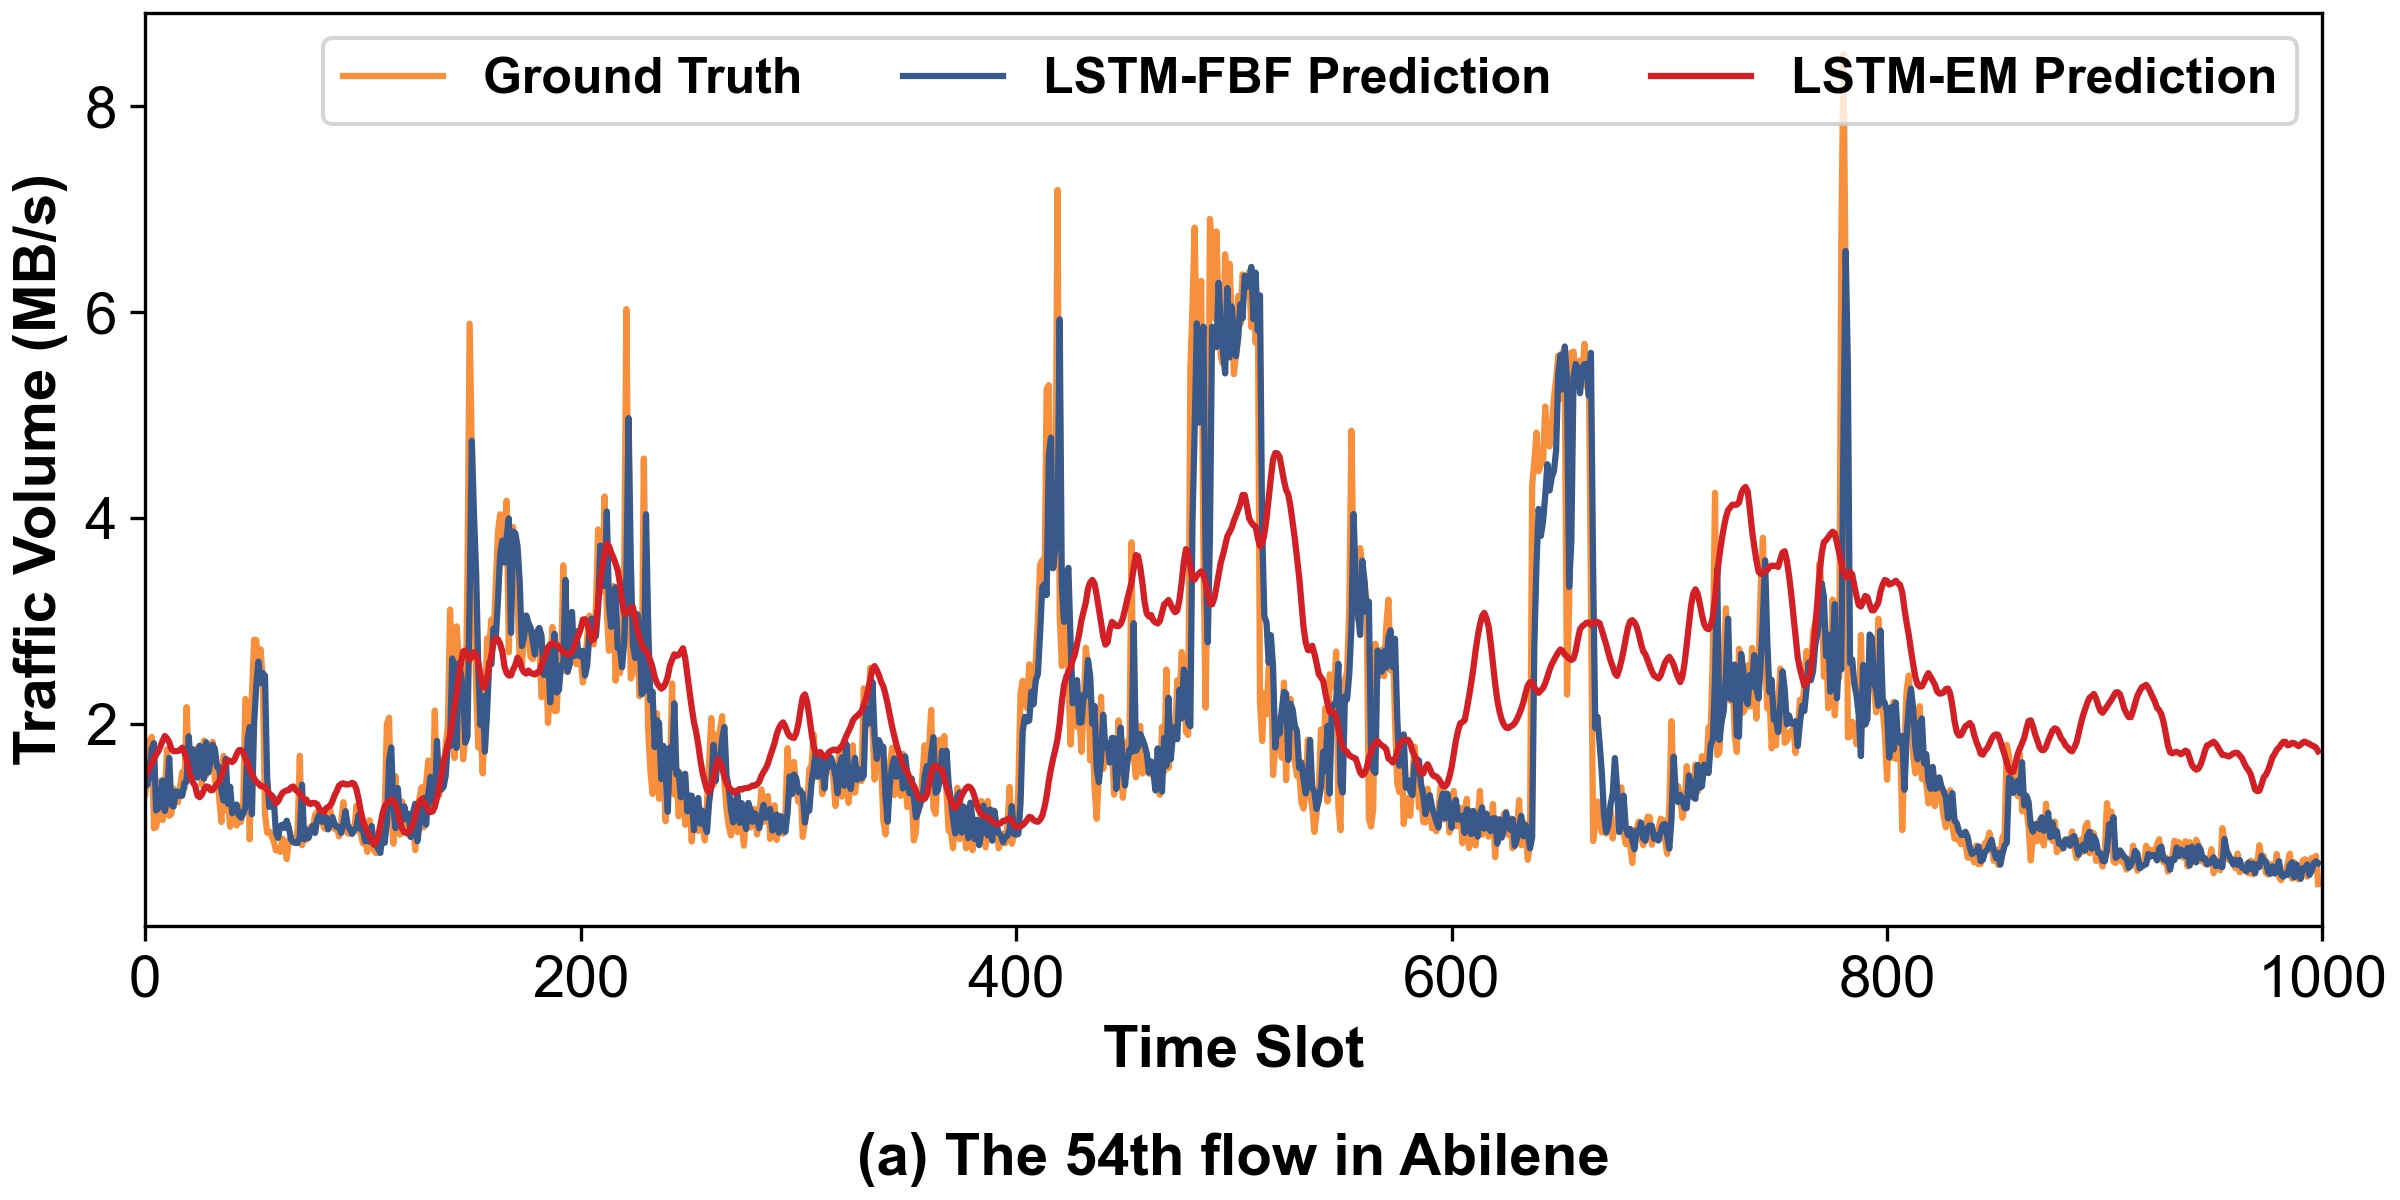 Ground Truth LSTM-FBF Prediction LSTM-EM Prediction
Traffic Volume (MB/s)
8
6
4
2
0 200 400 600 800 1000
Time Slot
(a) The 54th flow in Abilene